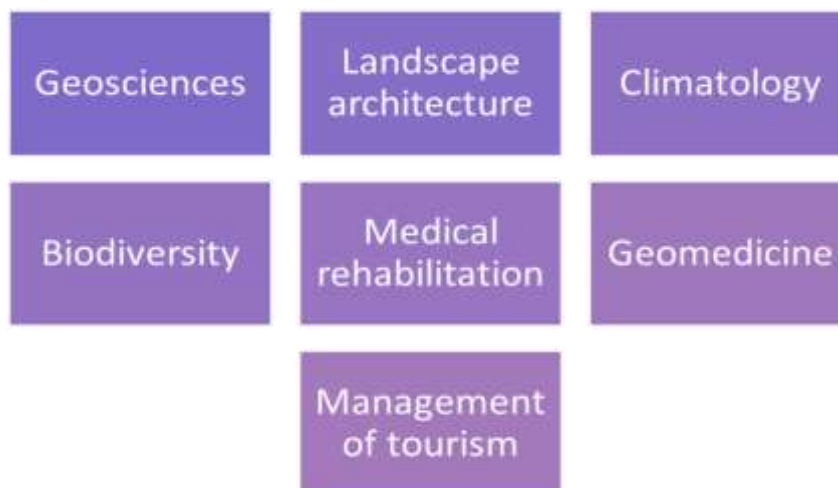 Geosciences
Landscape
architecture
Climatology
Biodiversity
Medical
rehabilitation
Geomedicine
Management
of tourism